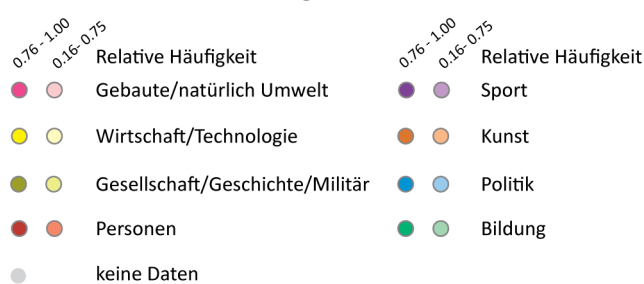 0.76 - 1.00
0.16- 0.75
Relative Häufigkeit
Gebaute/natürlich Umwelt
Wirtschaft/Technologie
Gesellschaft/Geschichte/Militär
Personen
keine Daten
0.76 - 1.00
0.16- 0.75
Relative Häufigkeit
Sport
Kunst
Politik
Bildung